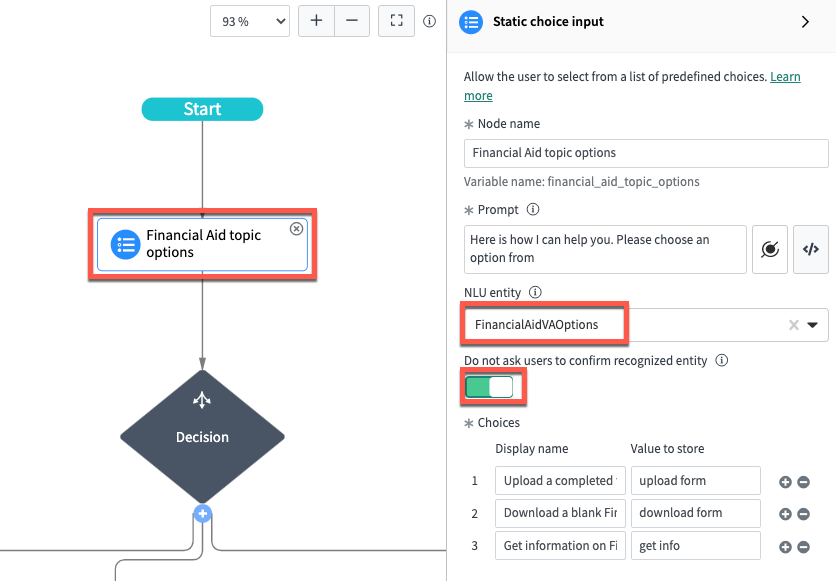 93 %
Start
Financial Aid topic
options
Decision
Static choice input
Allow the user to select from a list of predefined choices. Learn
more
* Node name
Financial Aid topic options
Variable name: financial_aid_topic_options
* Prompt
Here is how I can help you. Please choose an
option from
NLU entity
FinancialAidVAOptions
Do not ask users to confirm recognized entity
* Choices
Display name Value to store
1 Upload a completed upload form
2 Download a blank Fi download form
3 Get information on Fi get info